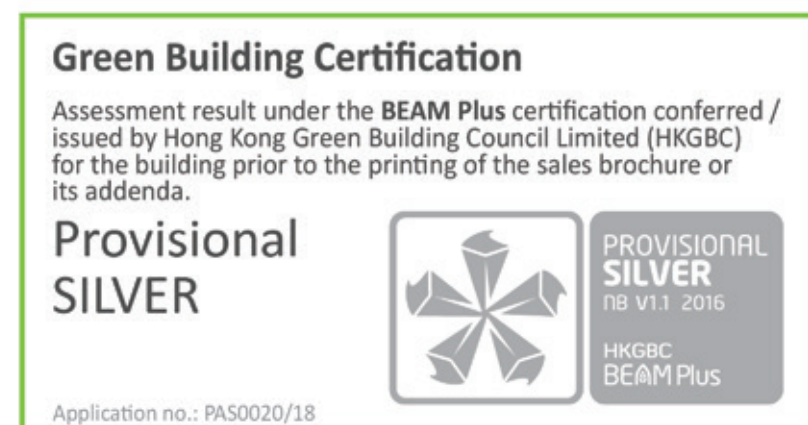 Green Building Certification
Assessment result under the BEAM Plus certification conferred /
issued by Hong Kong Green Building Council Limited (HKGBC)
for the building prior to the printing of the sales brochure or
its addenda.
Provisional
SILVER
PROVISIONAL
SILVER
NB V1.1 2016
HKGBC
BEAM Plus
Application no.: PAS0020/18